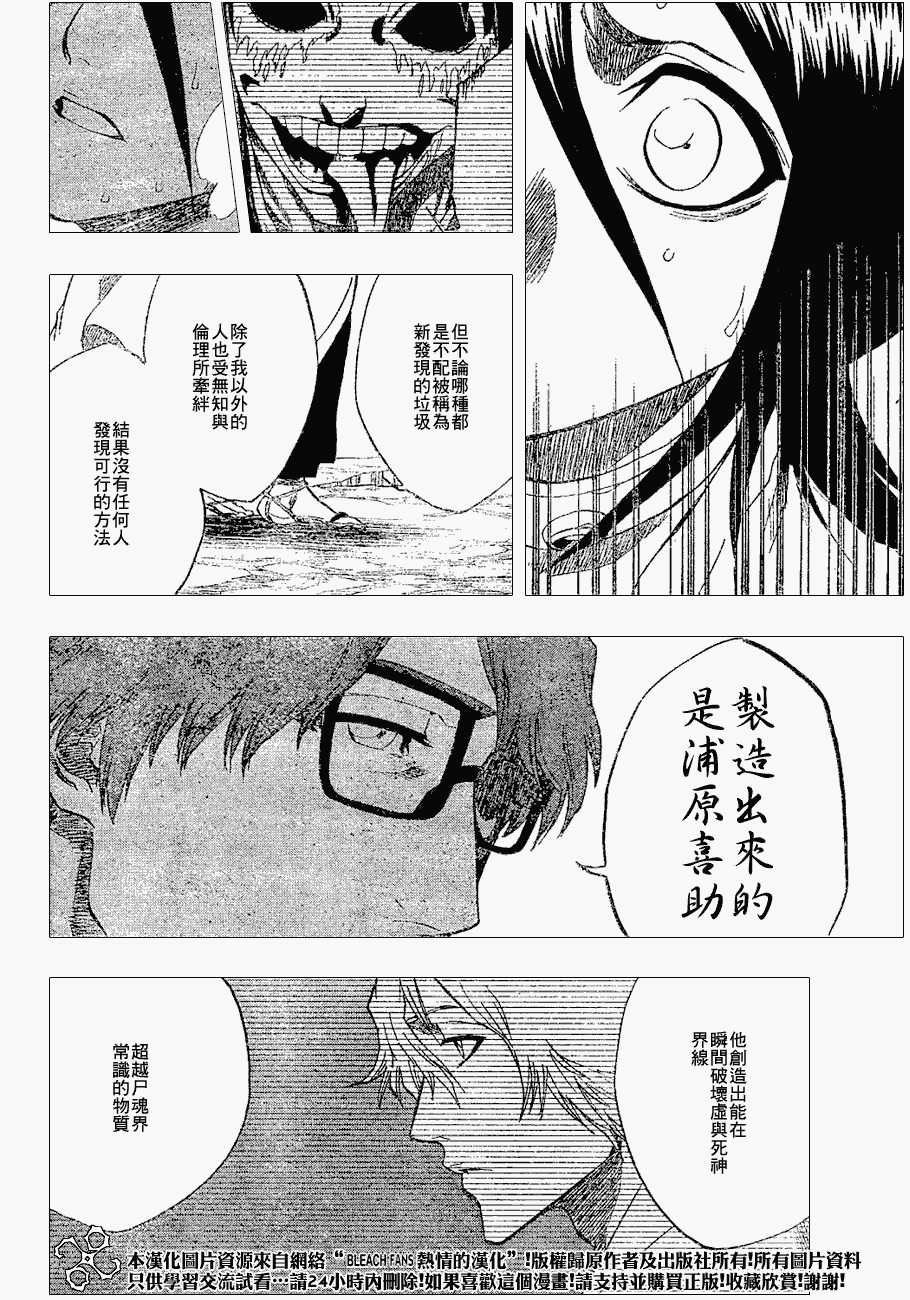 但不論哪種都
是不配被稱為
新發現的垃圾
除了我以外的
人也受無知與
倫理所牽絆
結果沒有任何人
發現可行的方法
製造出來的
是浦原喜助
他創造出能在
瞬間破壞虛與死神
界線
超越尸魂界
常識的物質
本漢化圖片資源來自網絡“BLEACH FANS 熱情的漢化”!版權歸原作者及出版社所有!所有圖片資料
只供學習交流試看…請24小時內刪除!如果喜歡這個漫畫!請支持並購買正版!收藏欣賞!謝謝!